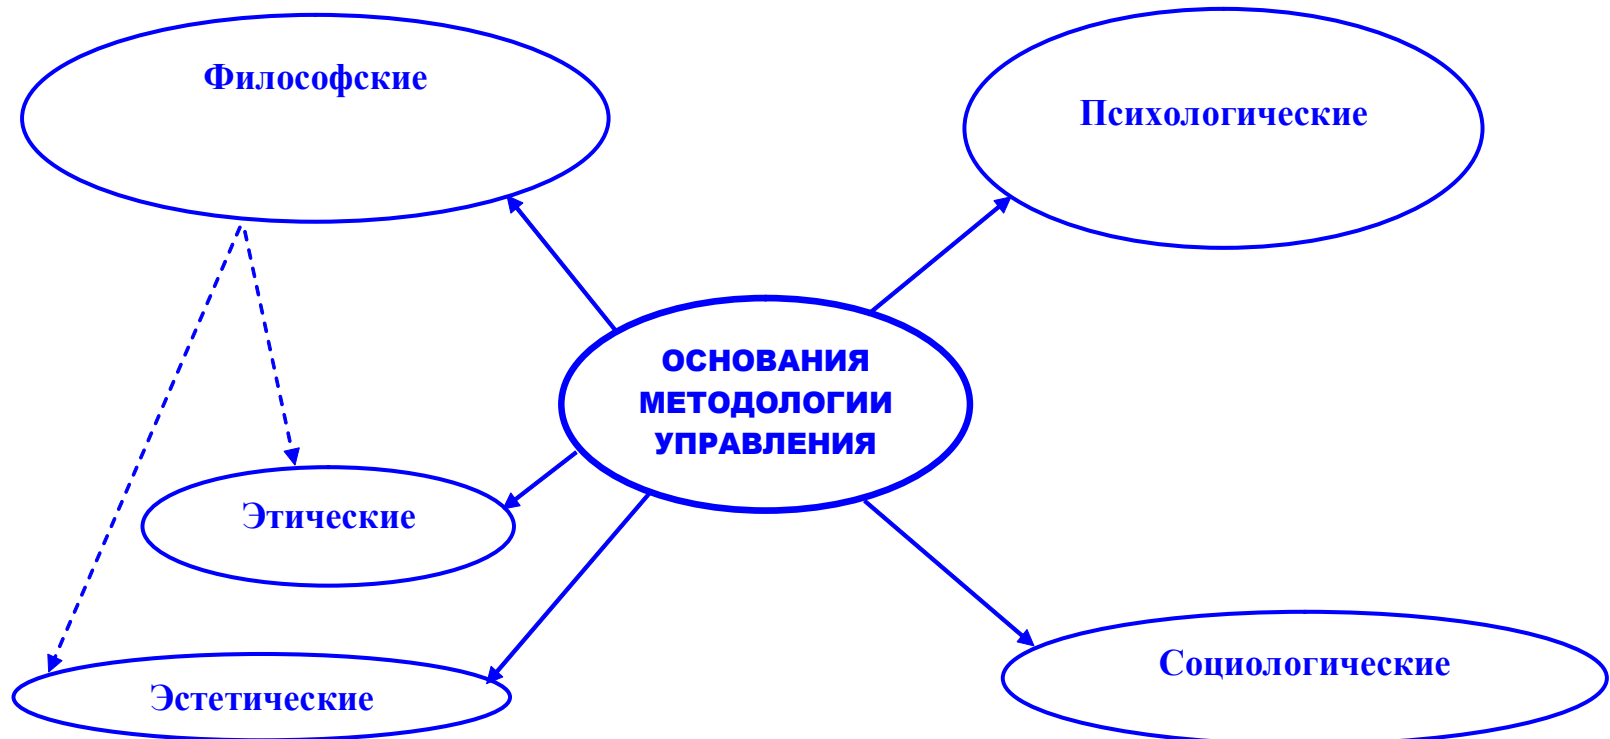 Философские
Психологические
ОСНОВАНИЯ
МЕТОДОЛОГИИ
УПРАВЛЕНИЯ
Этические
Социологические
Эстетические